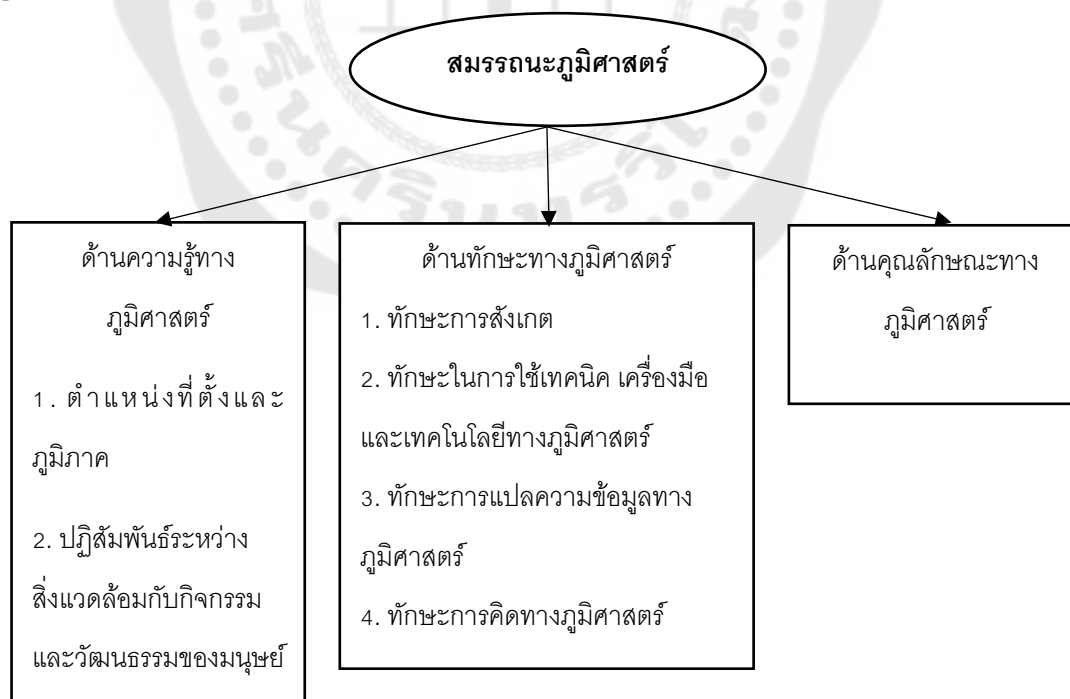 สมรรถนะภูมิศาสตร์
ด้านความรู้ทาง
ภูมิศาสตร์
1. ตำแหน่งที่ตั้งและ
ภูมิภาค
2. ปฏิสัมพันธ์ระหว่าง
สิ่งแวดล้อมกับกิจกรรม
และวัฒนธรรมของมนุษย์
ด้านทักษะทางภูมิศาสตร์
1. ทักษะการสังเกต
2. ทักษะในการใช้เทคนิค เครื่องมือ
และเทคโนโลยีทางภูมิศาสตร์
3. ทักษะการแปลความข้อมูลทาง
ภูมิศาสตร์
4. ทักษะการคิดทางภูมิศาสตร์
ด้านคุณลักษณะทาง
ภูมิศาสตร์